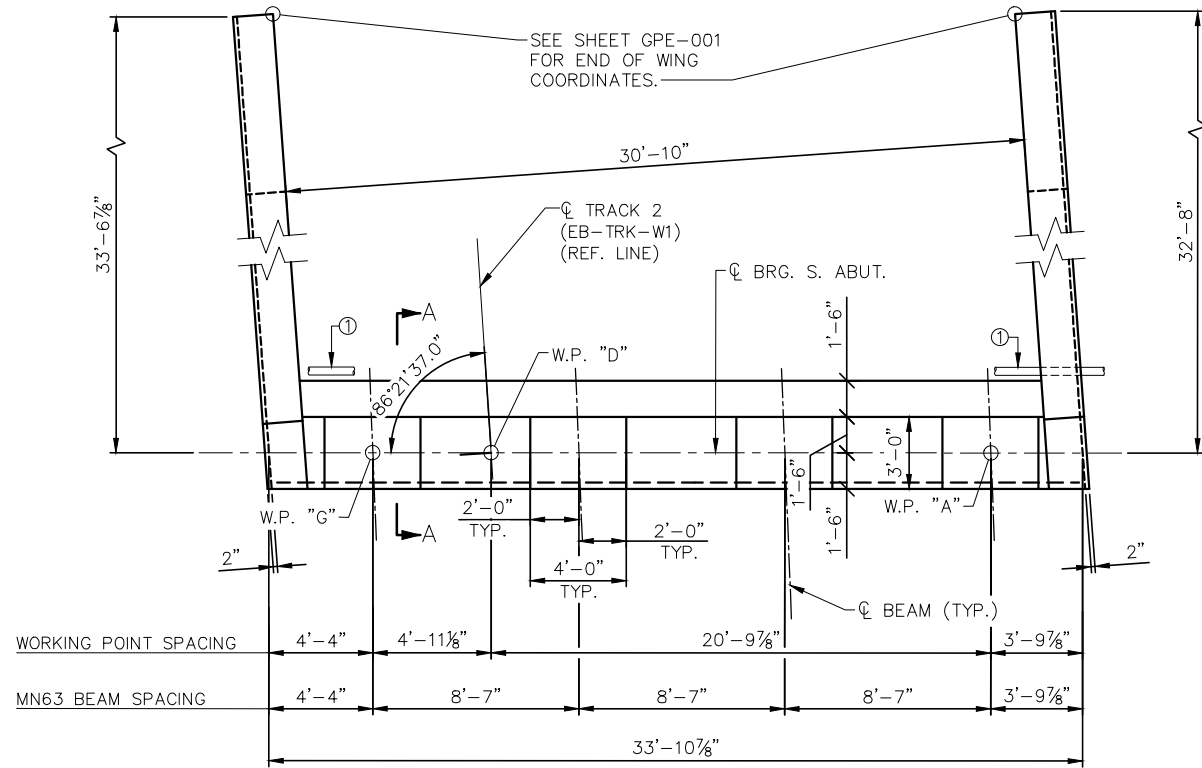 SEE SHEET GPE-001
FOR END OF WING
COORDINATES.
30'-10"
33'-6⅞"
32'-8"
℄ TRACK 2
(EB-TRK-W1)
(REF. LINE)
℄ BRG. S. ABUT.
1'-6"
A
①
①
86°21'37.0"
W.P. "D"
3'-0"
1'-6"
W.P. "G"
A
W.P. "A"
2'-0"
TYP.
2'-0"
TYP.
1'-6"
4'-0"
TYP.
2"
2"
℄ BEAM (TYP.)
WORKING POINT SPACING 4'-4" 4'-11⅛" 20'-9⅞" 3'-9⅞"
MN63 BEAM SPACING 4'-4" 8'-7" 8'-7" 8'-7" 3'-9⅞"
33'-10⅞"